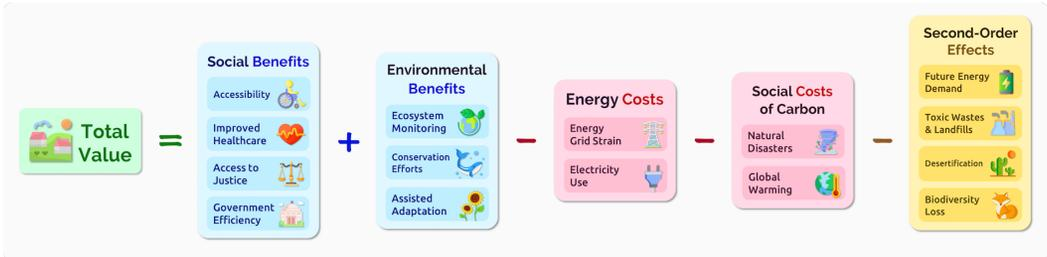 Total
Value
=
Social Benefits
Accessibility
Improved
Healthcare
Access to
Justice
Government
Efficiency
+
Environmental
Benefits
Ecosystem
Monitoring
Conservation
Efforts
Assisted
Adaptation
-
Energy Costs
Energy
Grid Strain
Electricity
Use
-
Social Costs
of Carbon
Natural
Disasters
Global
Warming
-
Second-Order
Effects
Future Energy
Demand
Toxic Wastes
& Landfills
Desertification
Biodiversity
Loss